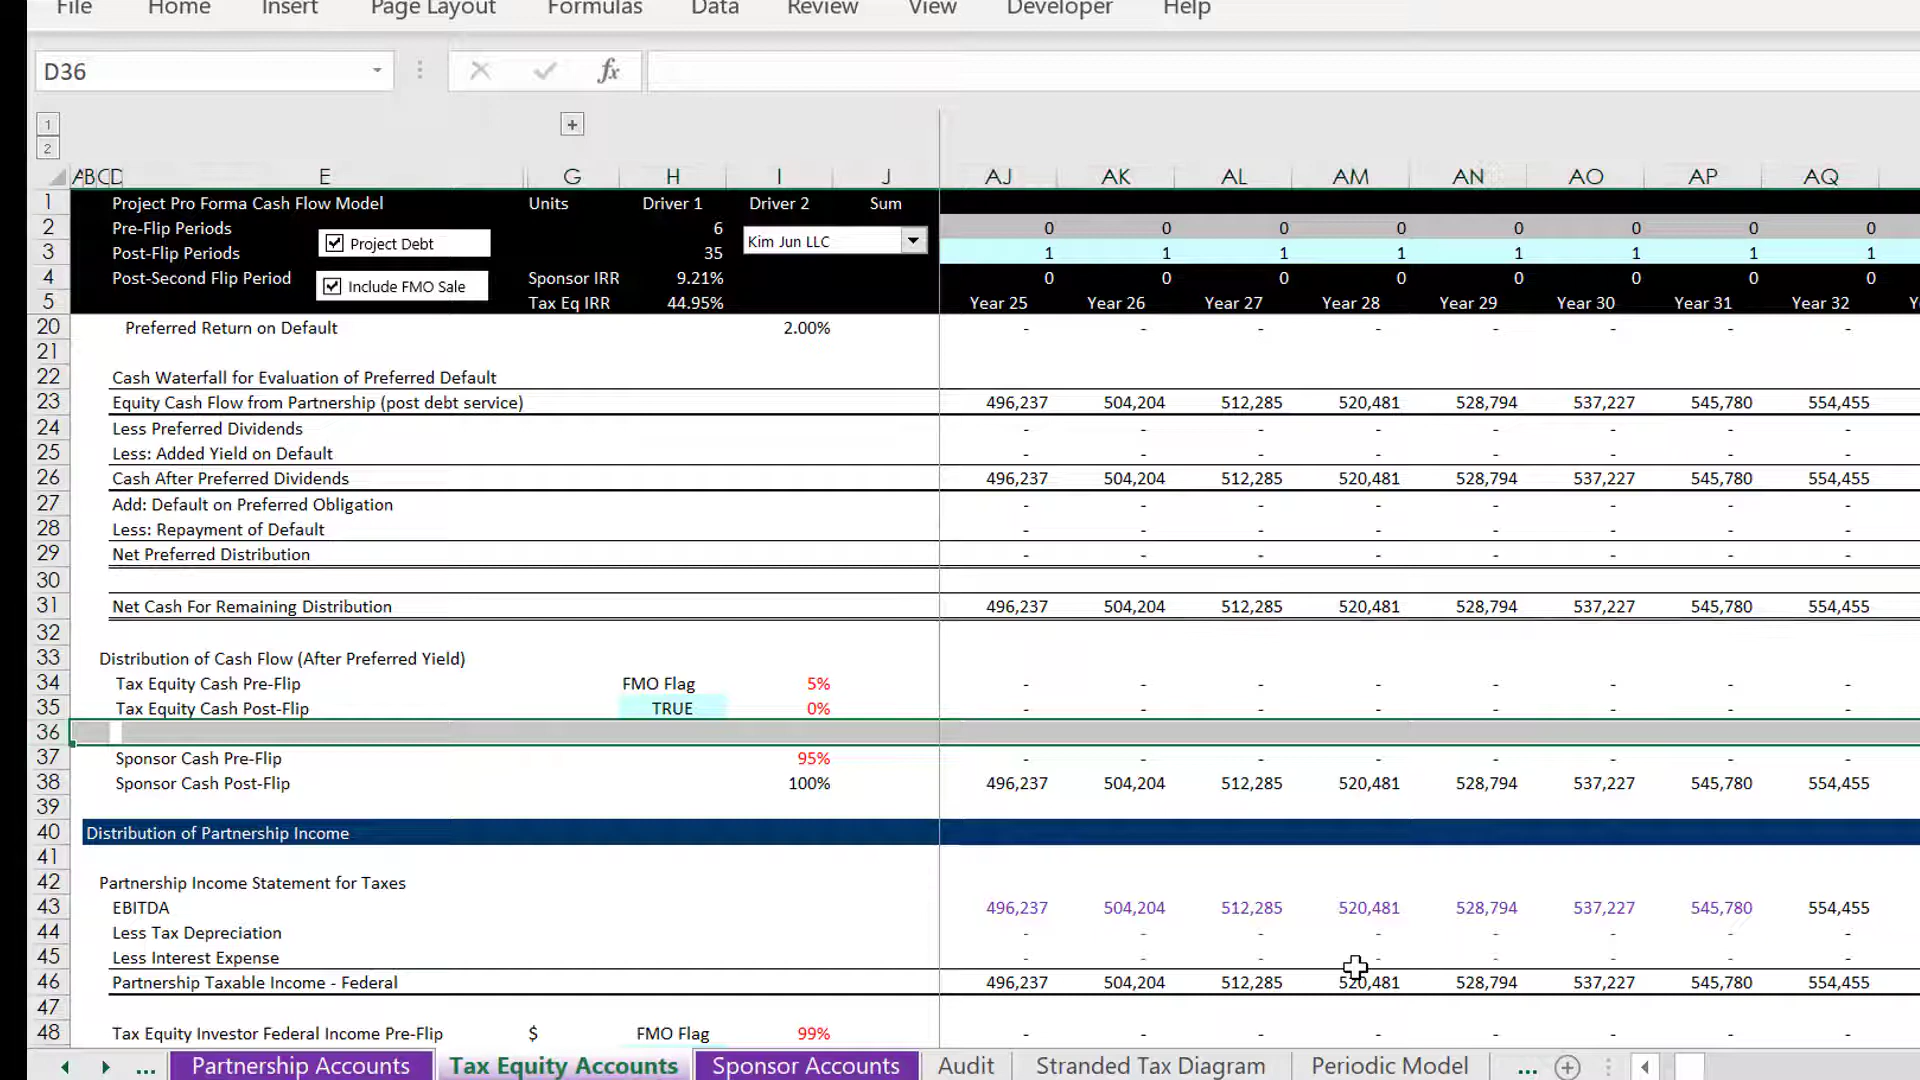 File Home Insert Page Layout Formulas Data Review View Developer Help
D36 fx
1 +
2
E G H I J AJ AK AL AM AN AO AP AQ
1 Project Pro Forma Cash Flow Model Units Driver 1 Driver 2 Sum
2 Pre-Flip Periods 6 0 0 0 0 0 0 0 0
Project Debt Kim Jun LLC
3 Post-Flip Periods 35 1 1 1 1 1 1 1 1
4 Post-Second Flip Period Include FMO Sale Sponsor IRR 9.21% 0 0 0 0 0 0 0 0
5 Tax Eq IRR 44.95% Year 25 Year 26 Year 27 Year 28 Year 29 Year 30 Year 31 Year 32
20 Preferred Return on Default 2.00% - - - - - - - -
21
22 Cash Waterfall for Evaluation of Preferred Default
23 Equity Cash Flow from Partnership (post debt service) 496,237 504,204 512,285 520,481 528,794 537,227 545,780 554,455
24 Less Preferred Dividends - - - - - - - -
25 Less: Added Yield on Default - - - - - - - -
26 Cash After Preferred Dividends 496,237 504,204 512,285 520,481 528,794 537,227 545,780 554,455
27 Add: Default on Preferred Obligation - - - - - - - -
28 Less: Repayment of Default - - - - - - - -
29 Net Preferred Distribution - - - - - - - -
30
31 Net Cash For Remaining Distribution 496,237 504,204 512,285 520,481 528,794 537,227 545,780 554,455
32
33 Distribution of Cash Flow (After Preferred Yield)
34 Tax Equity Cash Pre-Flip FMO Flag 5% - - - - - - - -
35 Tax Equity Cash Post-Flip TRUE 0% - - - - - - - -
36
37 Sponsor Cash Pre-Flip 95% - - - - - - - -
38 Sponsor Cash Post-Flip 100% 496,237 504,204 512,285 520,481 528,794 537,227 545,780 554,455
39
40 Distribution of Partnership Income
41
42 Partnership Income Statement for Taxes
43 EBITDA 496,237 504,204 512,285 520,481 528,794 537,227 545,780 554,455
44 Less Tax Depreciation - - - - - - - -
45 Less Interest Expense - - - - - - - -
46 Partnership Taxable Income - Federal 496,237 504,204 512,285 520,481 528,794 537,227 545,780 554,455
47
48 Tax Equity Investor Federal Income Pre-Flip $ FMO Flag 99% - - - - - - - -
... Partnership Accounts Tax Equity Accounts Sponsor Accounts Audit Stranded Tax Diagram Periodic Model ...